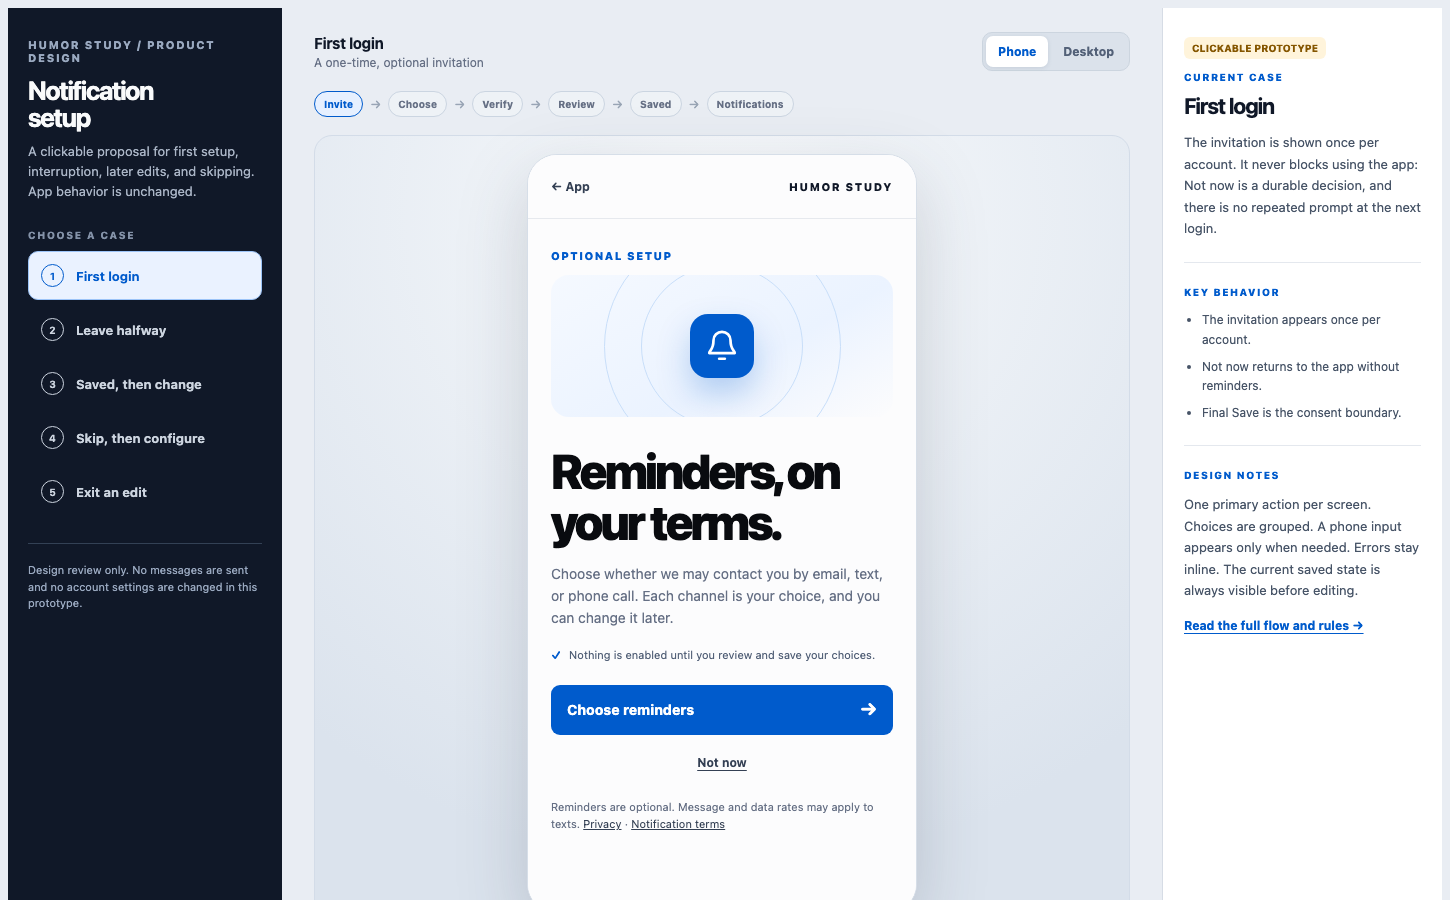 HUMOR STUDY / PRODUCT
DESIGN
Notification
setup
A clickable proposal for first setup,
interruption, later edits, and skipping.
App behavior is unchanged.
CHOOSE A CASE
1 First login
2 Leave halfway
3 Saved, then change
4 Skip, then configure
5 Exit an edit
Design review only. No messages are sent
and no account settings are changed in this
prototype.
First login
A one-time, optional invitation
Phone Desktop
Invite → Choose → Verify → Review → Saved → Notifications
← App HUMOR STUDY
OPTIONAL SETUP
Reminders, on
your terms.
Choose whether we may contact you by email, text,
or phone call. Each channel is your choice, and you
can change it later.
✓ Nothing is enabled until you review and save your choices.
Choose reminders →
Not now
Reminders are optional. Message and data rates may apply to
texts. Privacy · Notification terms
CLICKABLE PROTOTYPE
CURRENT CASE
First login
The invitation is shown once per
account. It never blocks using the app:
Not now is a durable decision, and
there is no repeated prompt at the next
login.
KEY BEHAVIOR
• The invitation appears once per
account.
• Not now returns to the app without
reminders.
• Final Save is the consent boundary.
DESIGN NOTES
One primary action per screen.
Choices are grouped. A phone input
appears only when needed. Errors stay
inline. The current saved state is
always visible before editing.
Read the full flow and rules →